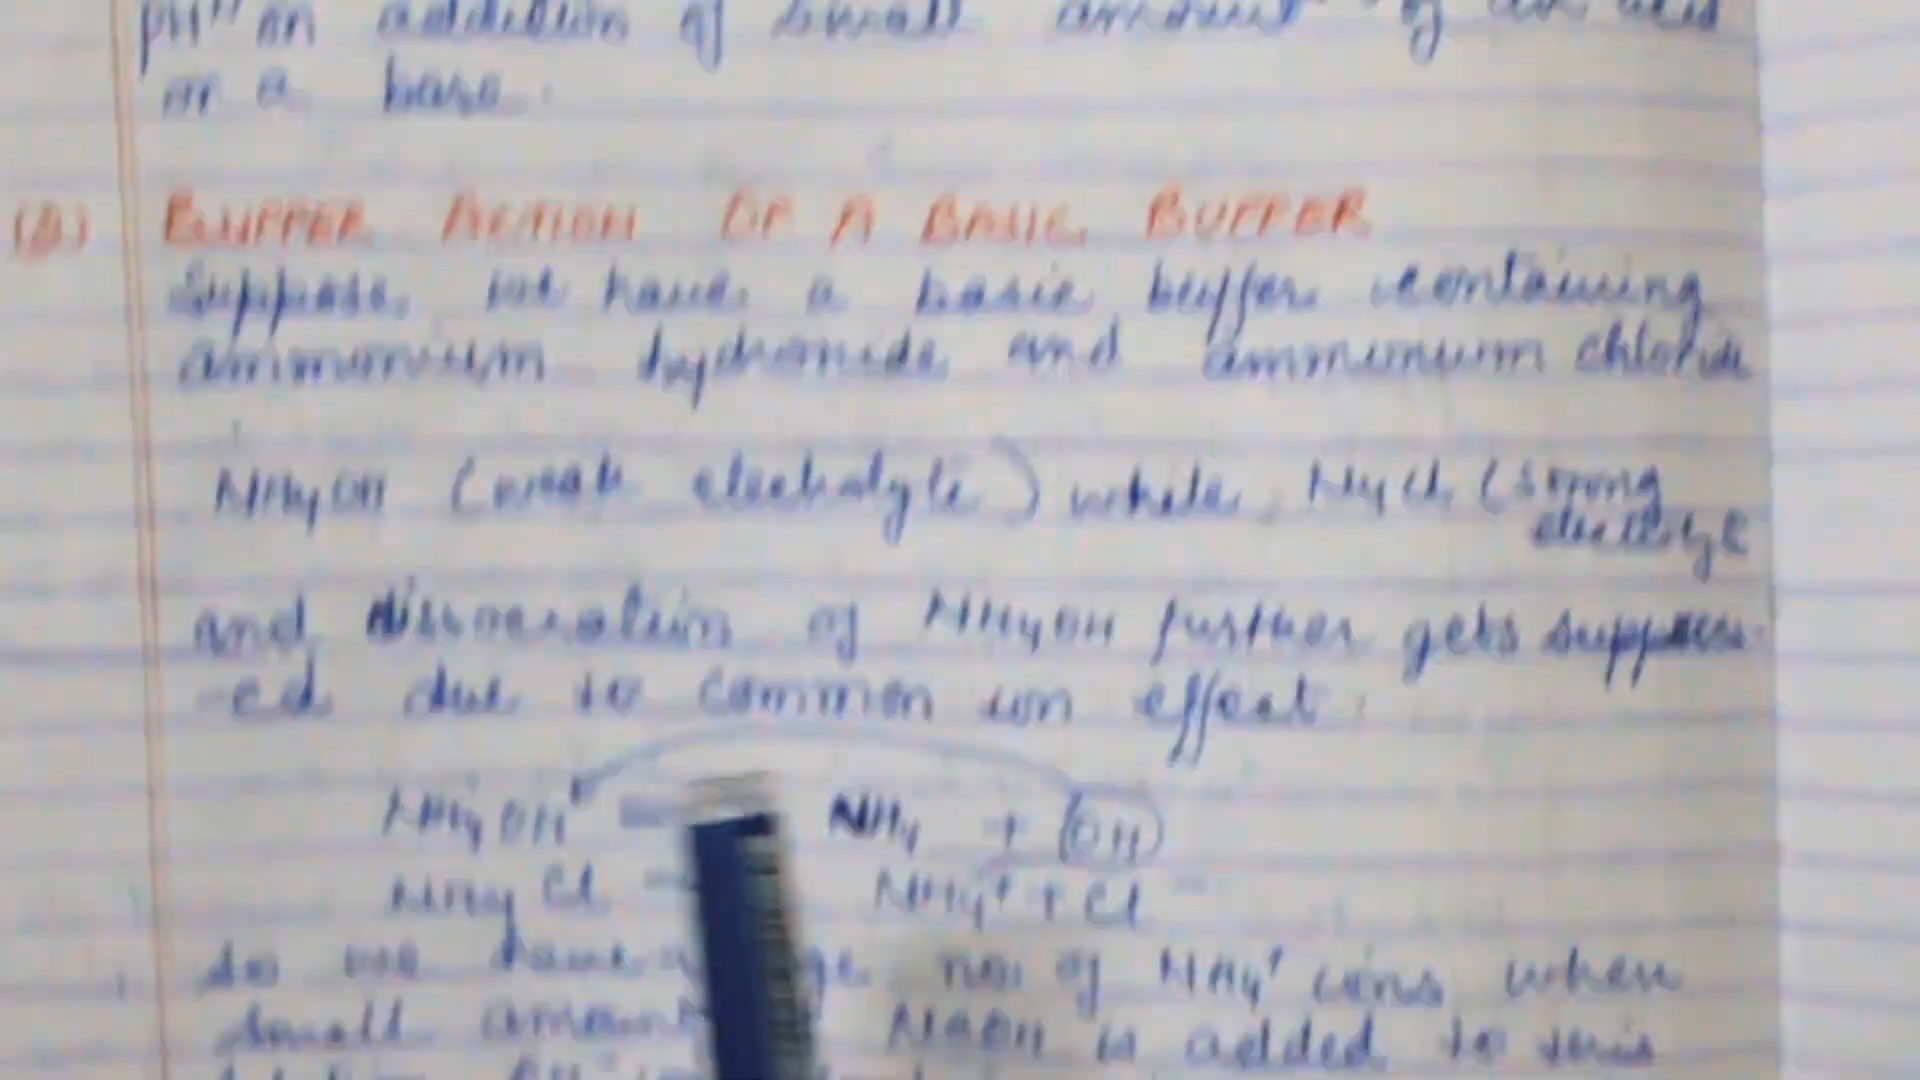 pH" on addition of small amount of an acid
or a base.
(B) BUFFER ACTION OF A BASIC BUFFER
Suppose we have a basic buffer containing
ammonium hydroxide and ammonium chloride
NH4OH (weak electrolyte) while, NH4Cl (strong
electrolyte
and dissociation of NH4OH further gets suppress-
-ed due to common ion effect.
NH4OH NH4 + OH
NH4Cl NH4+ + Cl-
So we have no. of NH4+ ions when
small amount NaOH is added to this